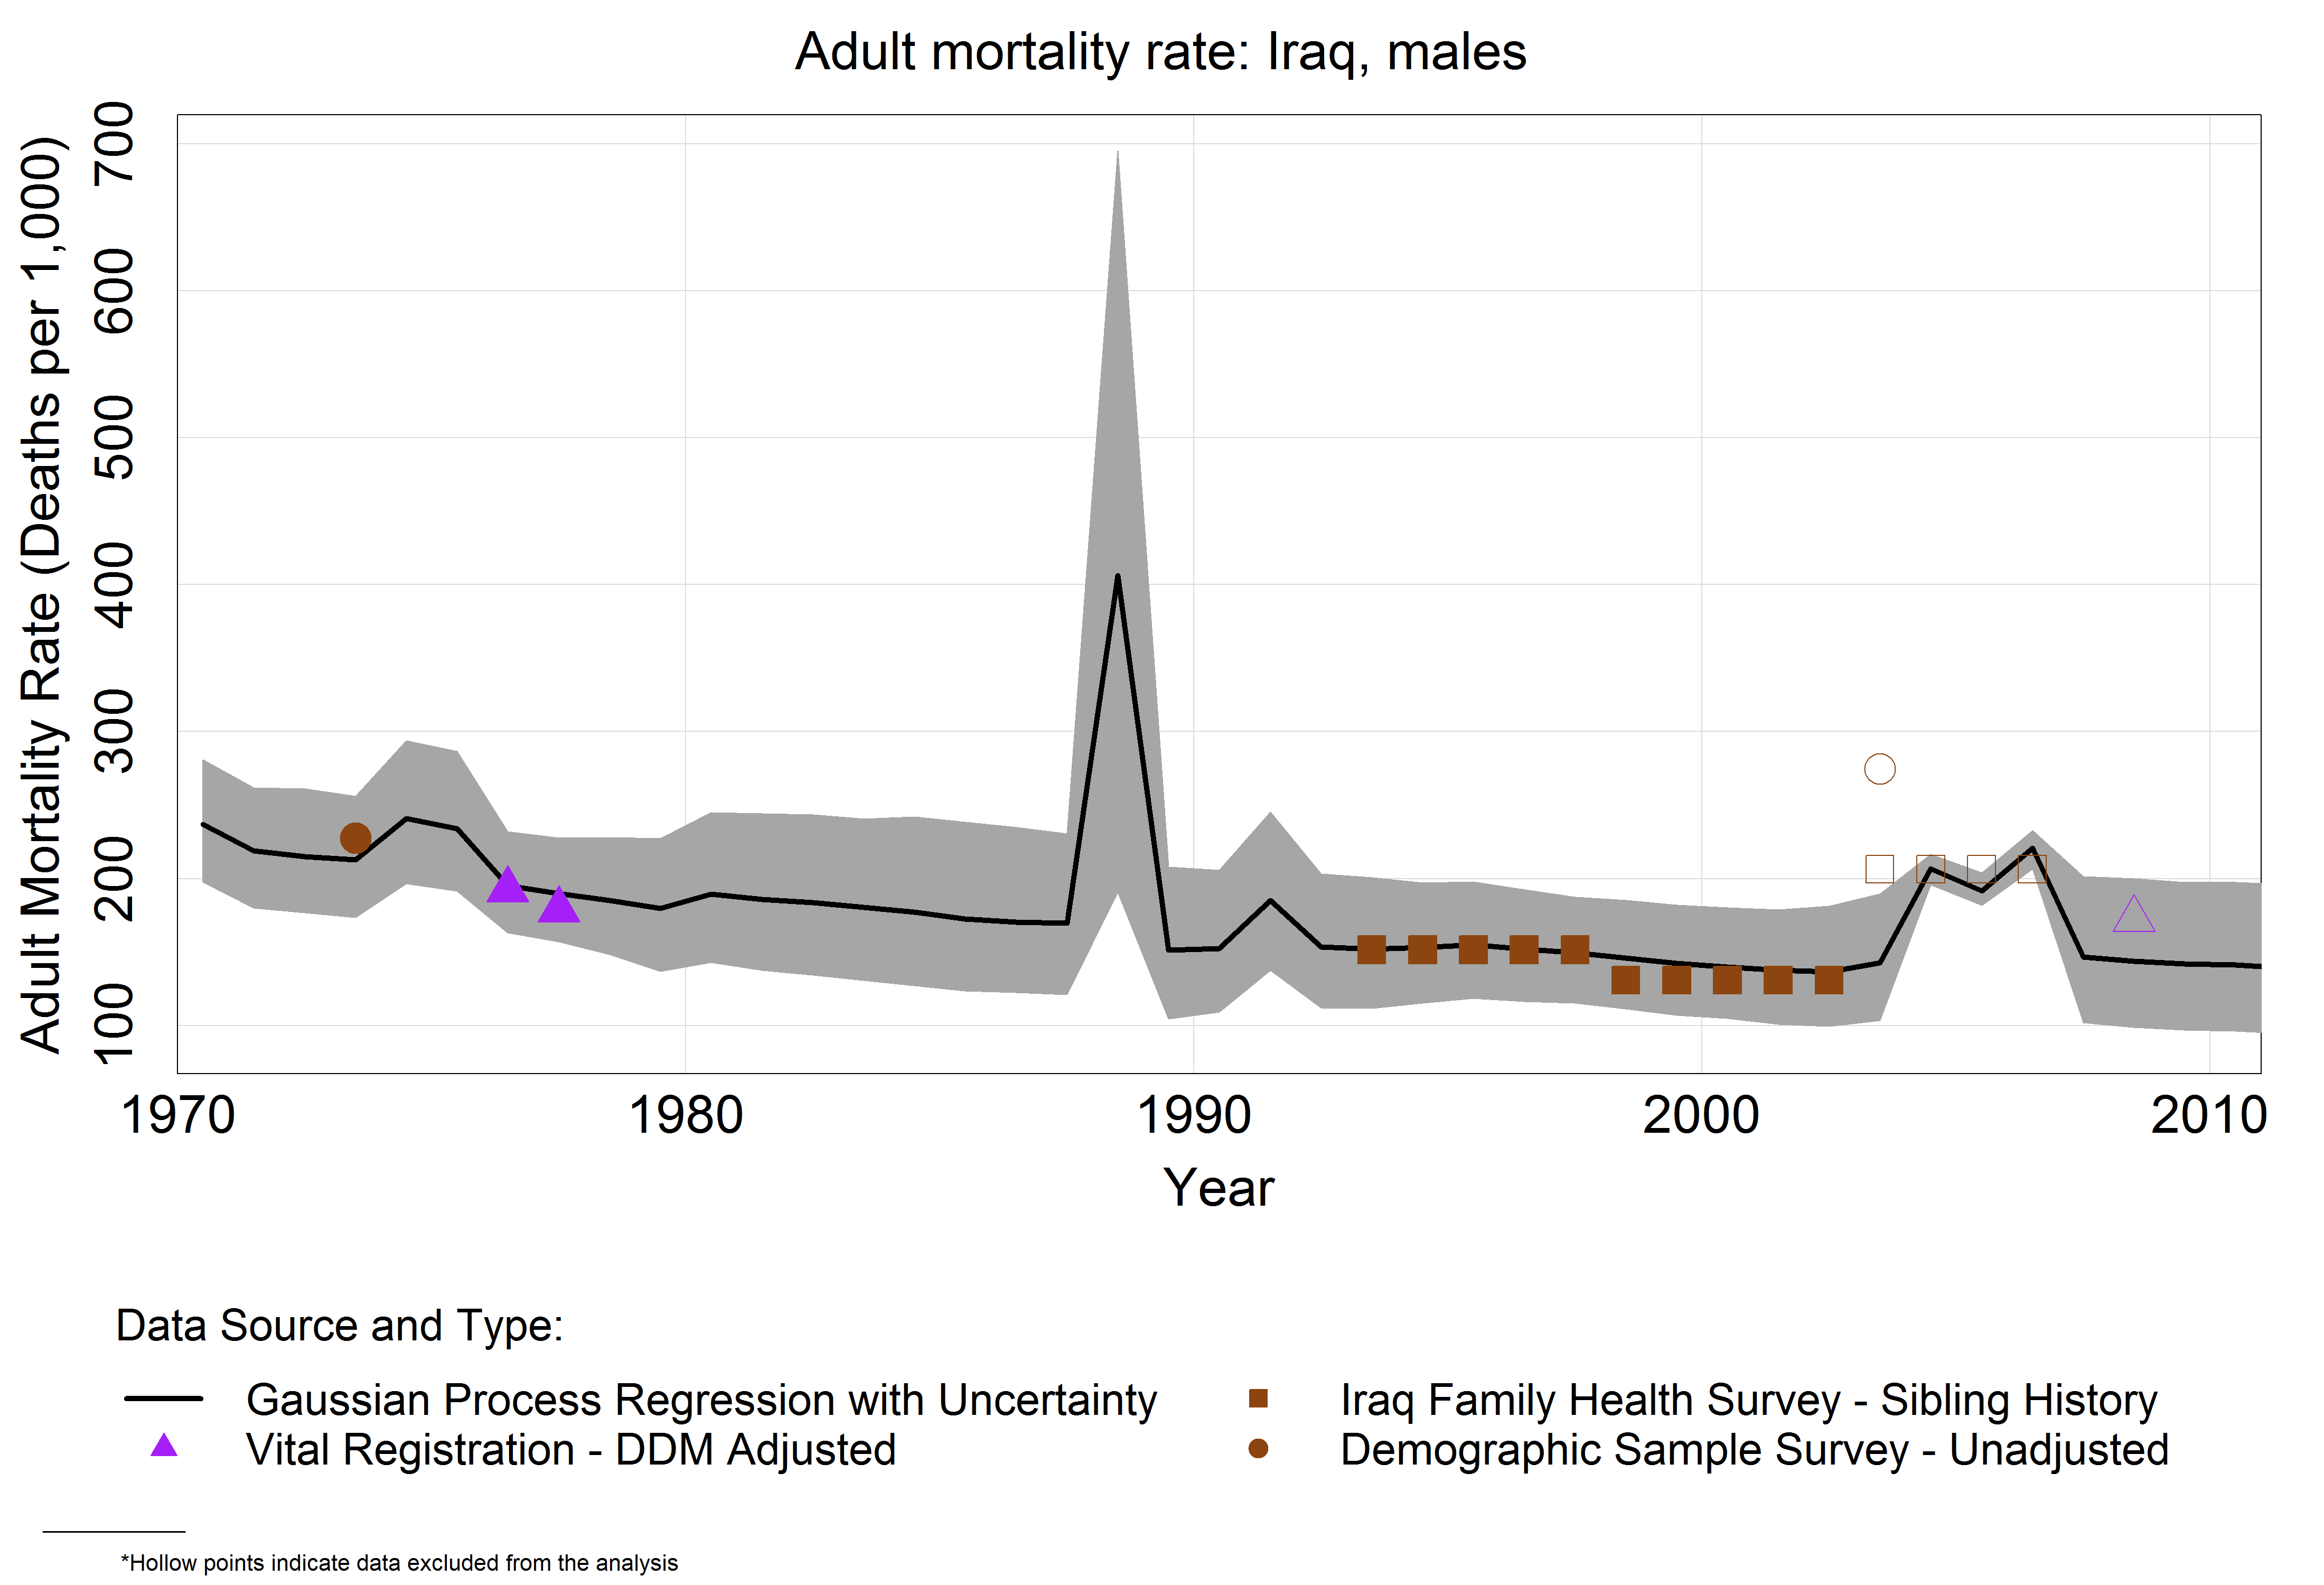 Adult mortality rate: Iraq, males
Adult Mortality Rate (Deaths per 1,000)
700
600
500
400
300
200
100
1970 1980 1990 2000 2010
Year
Data Source and Type:
Gaussian Process Regression with Uncertainty
Vital Registration - DDM Adjusted
Iraq Family Health Survey - Sibling History
Demographic Sample Survey - Unadjusted
*Hollow points indicate data excluded from the analysis